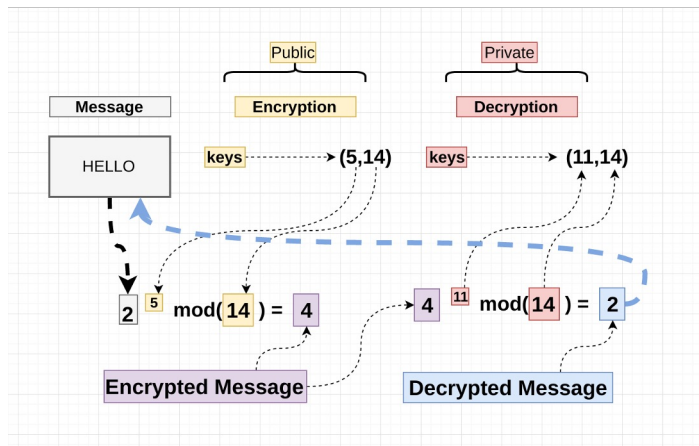 Public
Private
Message
Encryption
Decryption
HELLO
keys
(5,14)
keys
(11,14)
2 5 mod( 14 ) = 4
4 11 mod( 14 ) = 2
Encrypted Message
Decrypted Message